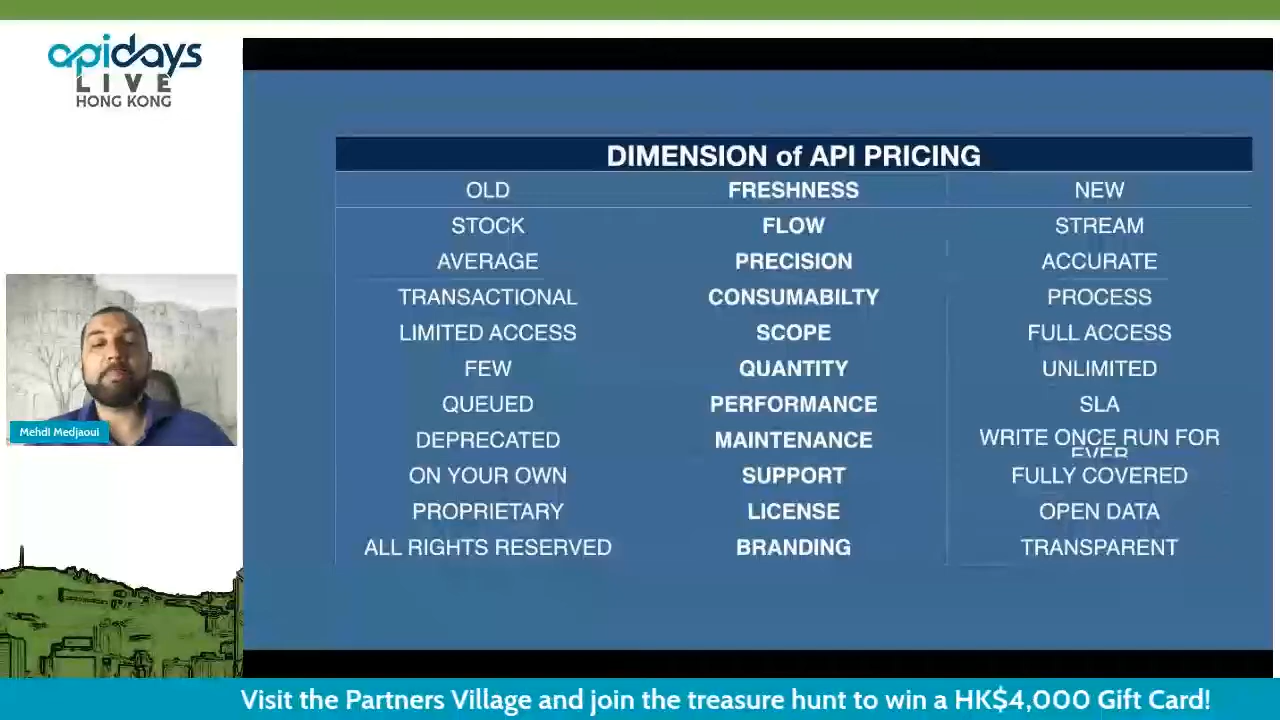 apidays
LIVE
HONG KONG
DIMENSION of API PRICING
OLD FRESHNESS NEW
STOCK FLOW STREAM
AVERAGE PRECISION ACCURATE
TRANSACTIONAL CONSUMABILTY PROCESS
LIMITED ACCESS SCOPE FULL ACCESS
FEW QUANTITY UNLIMITED
QUEUED PERFORMANCE SLA
DEPRECATED MAINTENANCE WRITE ONCE RUN FOR
EVER
ON YOUR OWN SUPPORT FULLY COVERED
PROPRIETARY LICENSE OPEN DATA
ALL RIGHTS RESERVED BRANDING TRANSPARENT
Mehdi Medjaoui
Visit the Partners Village and join the treasure hunt to win a HK$4,000 Gift Card!